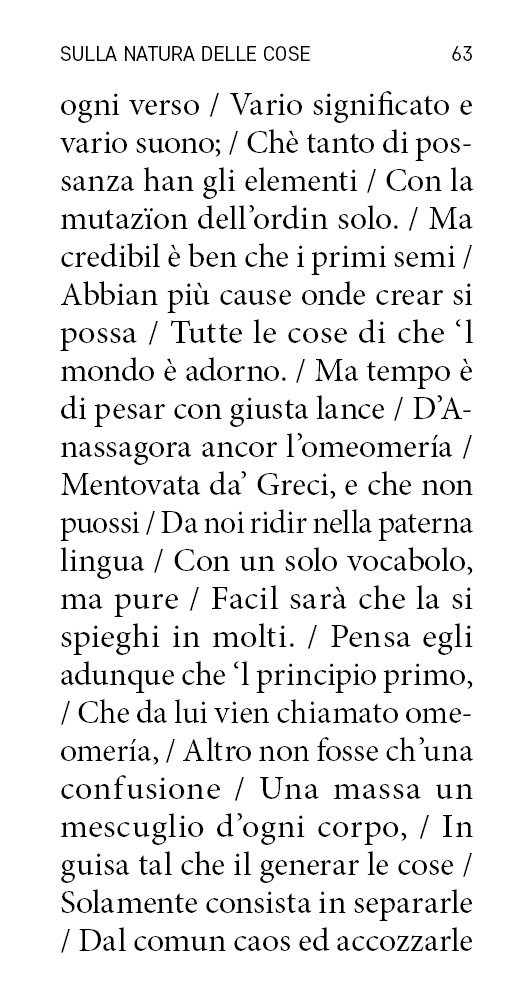 SULLA NATURA DELLE COSE 63
ogni verso / Vario significato e
vario suono; / Chè tanto di pos-
sanza han gli elementi / Con la
mutazïon dell’ordin solo. / Ma
credibil è ben che i primi semi /
Abbian più cause onde crear si
possa / Tutte le cose di che ‘l
mondo è adorno. / Ma tempo è
di pesar con giusta lance / D’A-
nassagora ancor l’omeomería /
Mentovata da’ Greci, e che non
puossi / Da noi ridir nella paterna
lingua / Con un solo vocabolo,
ma pure / Facil sarà che la si
spieghi in molti. / Pensa egli
adunque che ‘l principio primo,
/ Che da lui vien chiamato ome-
omería, / Altro non fosse ch’una
confusione / Una massa un
mescuglio d’ogni corpo, / In
guisa tal che il generar le cose /
Solamente consista in separarle
/ Dal comun caos ed accozzarle